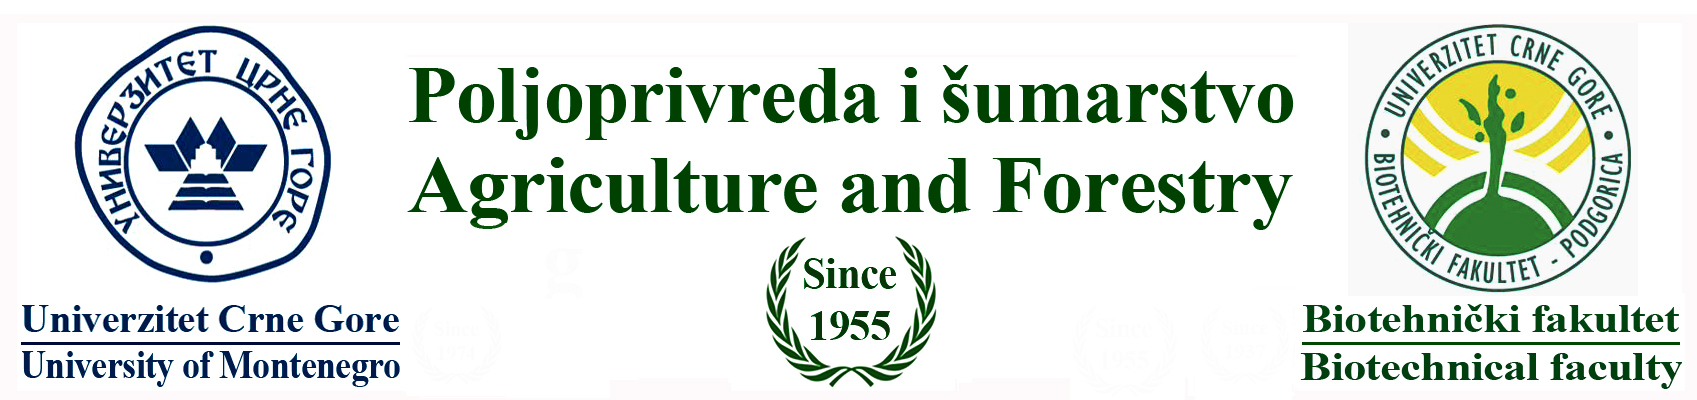 УНИВЕРЗИТЕТ ЦРНЕ ГОРЕ
Univerzitet Crne Gore
University of Montenegro
Poljoprivreda i šumarstvo
Agriculture and Forestry
Since
1955
UNIVERZITET CRNE GORE
BIOTEHNIČKI FAKULTET - PODGORICA
Biotehnički fakultet
Biotechnical faculty